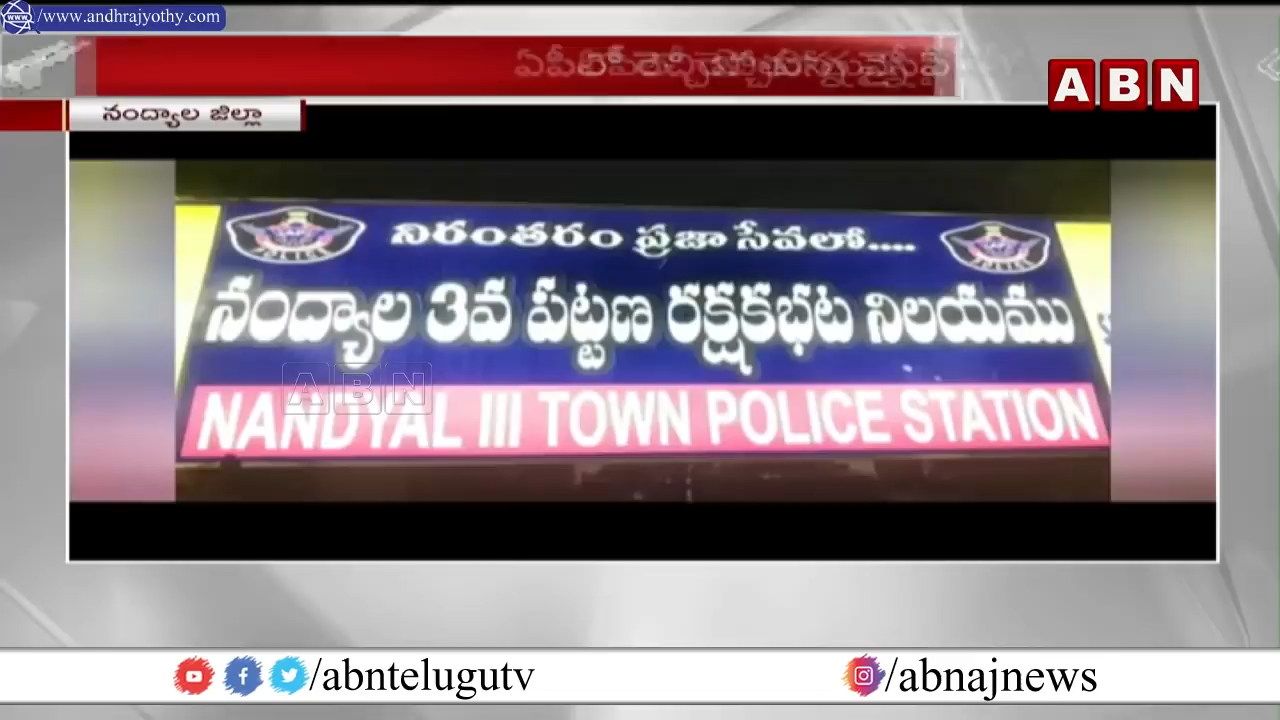 www.andhrajyothy.com
ABN
నంద్యాల జిల్లా
నిరంతరం ప్రజా సేవలో....
నంద్యాల 3వ పట్టణ రక్షకభట నిలయము
ABN
NANDYAL III TOWN POLICE STATION
/abntelugutv
/abnajnews